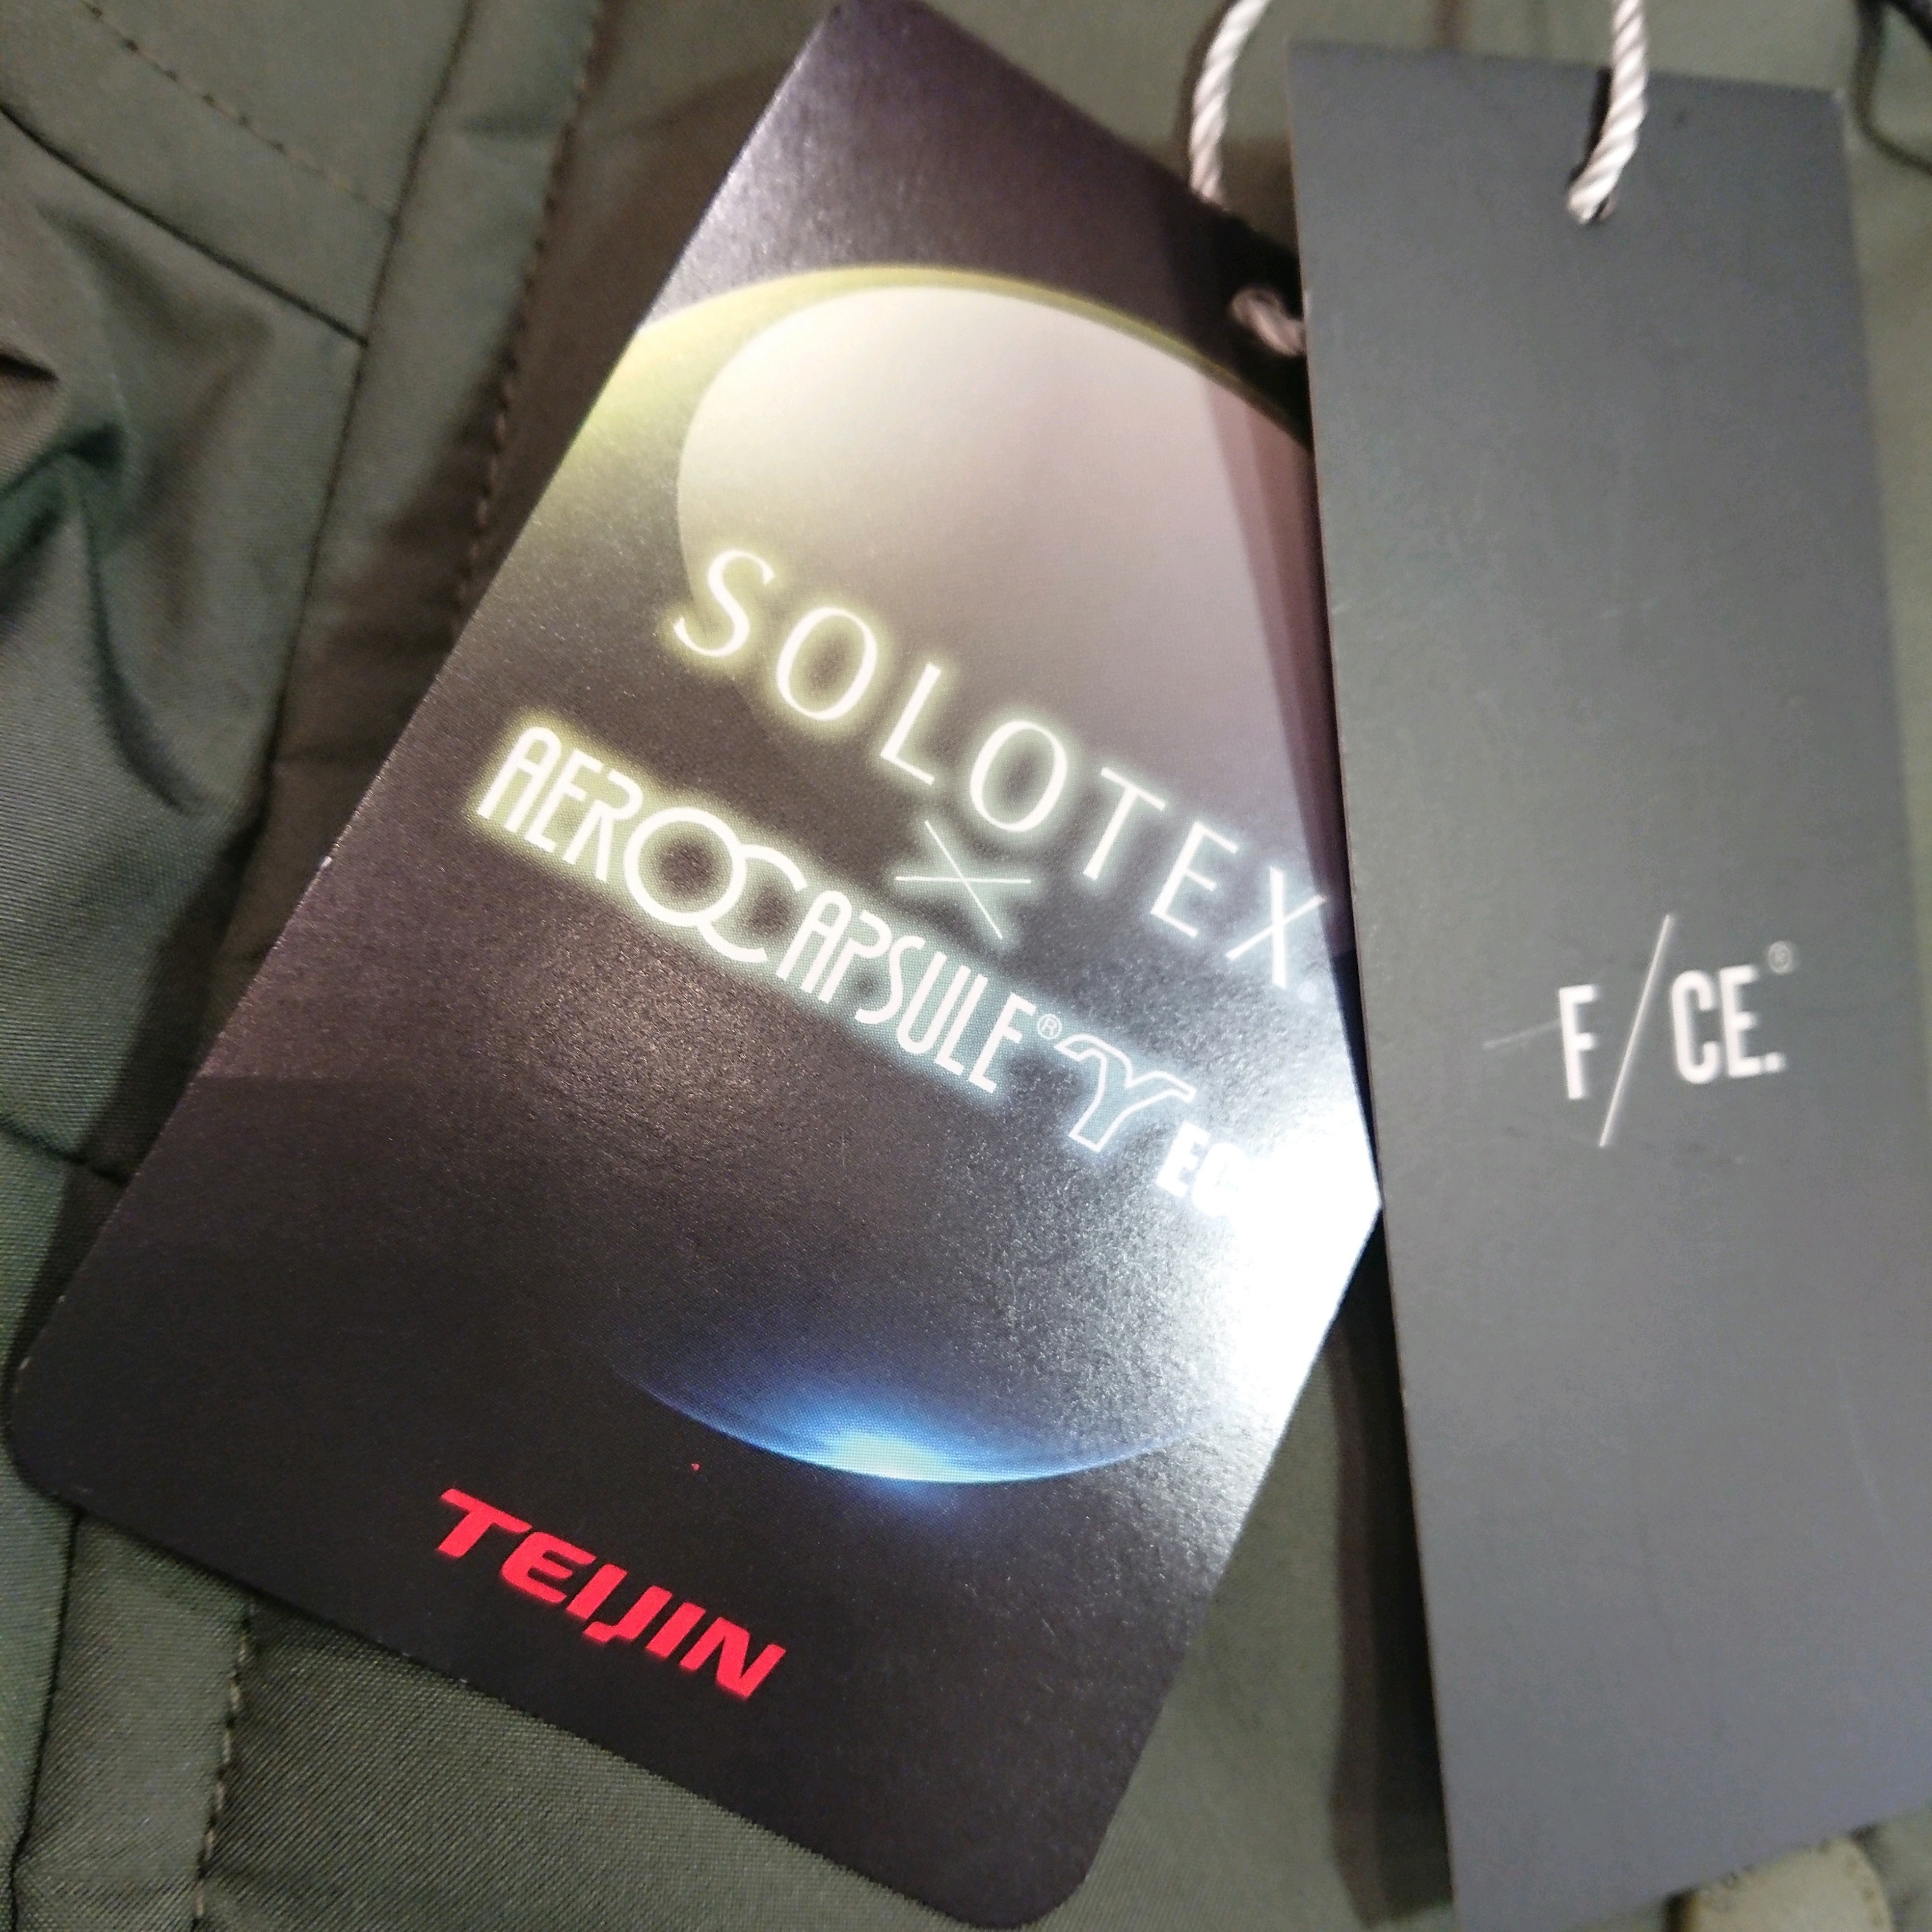 SOLOTEX®
×
AEROCAPSULE® Y
TEIJIN
F/CE.®